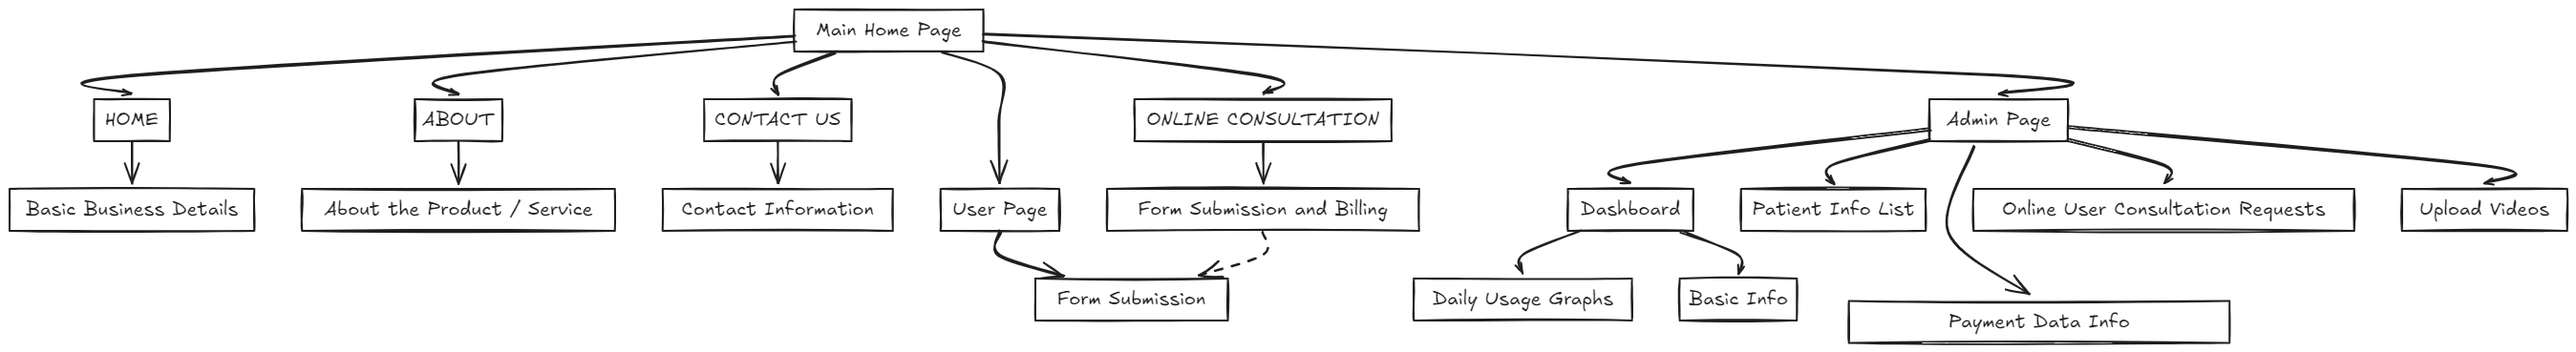 Main Home Page
HOME
ABOUT
CONTACT US
ONLINE CONSULTATION
Admin Page
Basic Business Details
About the Product / Service
Contact Information
User Page
Form Submission and Billing
Dashboard
Patient Info List
Online User Consultation Requests
Upload Videos
Form Submission
Daily Usage Graphs
Basic Info
Payment Data Info